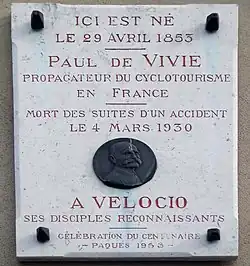 ICI EST NÉ
LE 29 AVRIL 1853
PAUL DE VIVIE
PROPAGATEUR DU CYCLOTOURISME
EN FRANCE
MORT DES SUITES D'UN ACCIDENT
LE 4 MARS 1930
A VELOCIO
SES DISCIPLES RECONNAISSANTS
CÉLÉBRATION DU CENTENAIRE
- PAQUES 1953 -